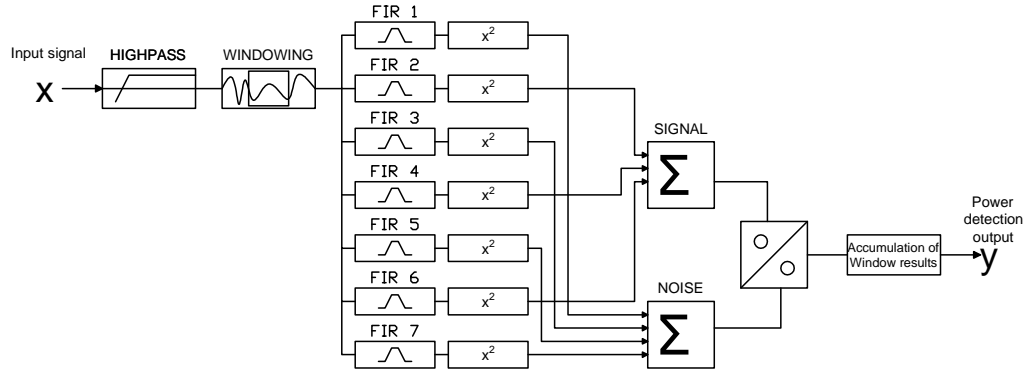 Input signal
x
HIGHPASS
WINDOWING
FIR 1
x²
FIR 2
x²
FIR 3
x²
FIR 4
x²
FIR 5
x²
FIR 6
x²
FIR 7
x²
SIGNAL
Σ
NOISE
Σ
Accumulation of
Window results
Power
detection
output
y